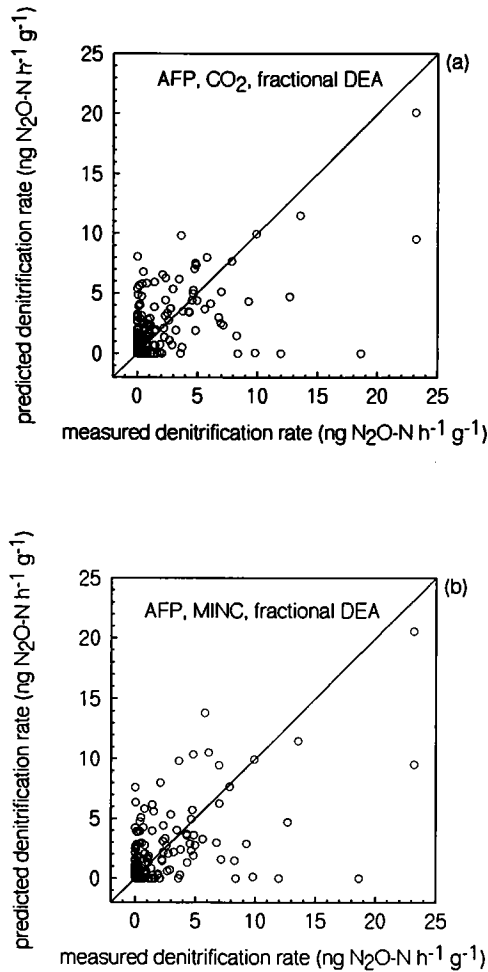 (a)
AFP, CO2, fractional DEA
predicted denitrification rate (ng N2O-N h-1 g-1)
25
20
15
10
5
0
0 5 10 15 20 25
measured denitrification rate (ng N2O-N h-1 g-1)
(b)
AFP, MINC, fractional DEA
predicted denitrification rate (ng N2O-N h-1 g-1)
25
20
15
10
5
0
0 5 10 15 20 25
measured denitrification rate (ng N2O-N h-1 g-1)